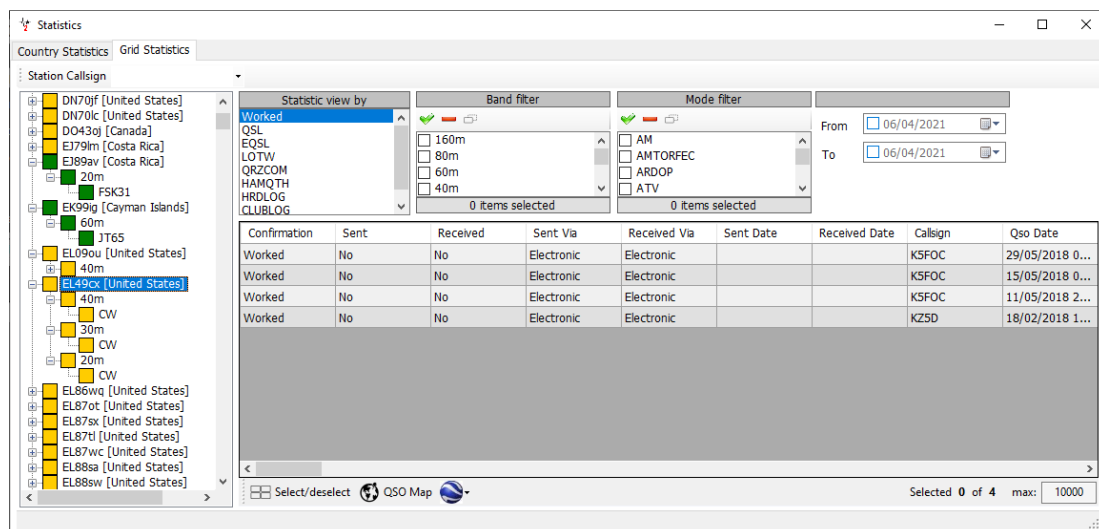 Statistics
Country Statistics Grid Statistics
Station Callsign
DN70jf [United States]
DN70lc [United States]
DO43oj [Canada]
EJ79lm [Costa Rica]
EJ89av [Costa Rica]
20m
FSK31
EK99ig [Cayman Islands]
60m
JT65
EL09ou [United States]
40m
EL49cx [United States]
40m
CW
30m
CW
20m
CW
EL86wq [United States]
EL87ot [United States]
EL87sx [United States]
EL87tl [United States]
EL87wc [United States]
EL88sa [United States]
EL88sw [United States]
Statistic view by
Worked
QSL
EQSL
LOTW
QRZCOM
HAMQTH
HRDLOG
CLUBLOG
Band filter
160m
80m
60m
40m
0 items selected
Mode filter
AM
AMTORFEC
ARDOP
ATV
0 items selected
From 06/04/2021
To 06/04/2021
Confirmation Sent Received Sent Via Received Via Sent Date Received Date Callsign Qso Date
Worked No No Electronic Electronic K5FOC 29/05/2018 0...
Worked No No Electronic Electronic K5FOC 15/05/2018 0...
Worked No No Electronic Electronic K5FOC 11/05/2018 2...
Worked No No Electronic Electronic KZ5D 18/02/2018 1...
Select/deselect QSO Map Selected 0 of 4 max: 10000